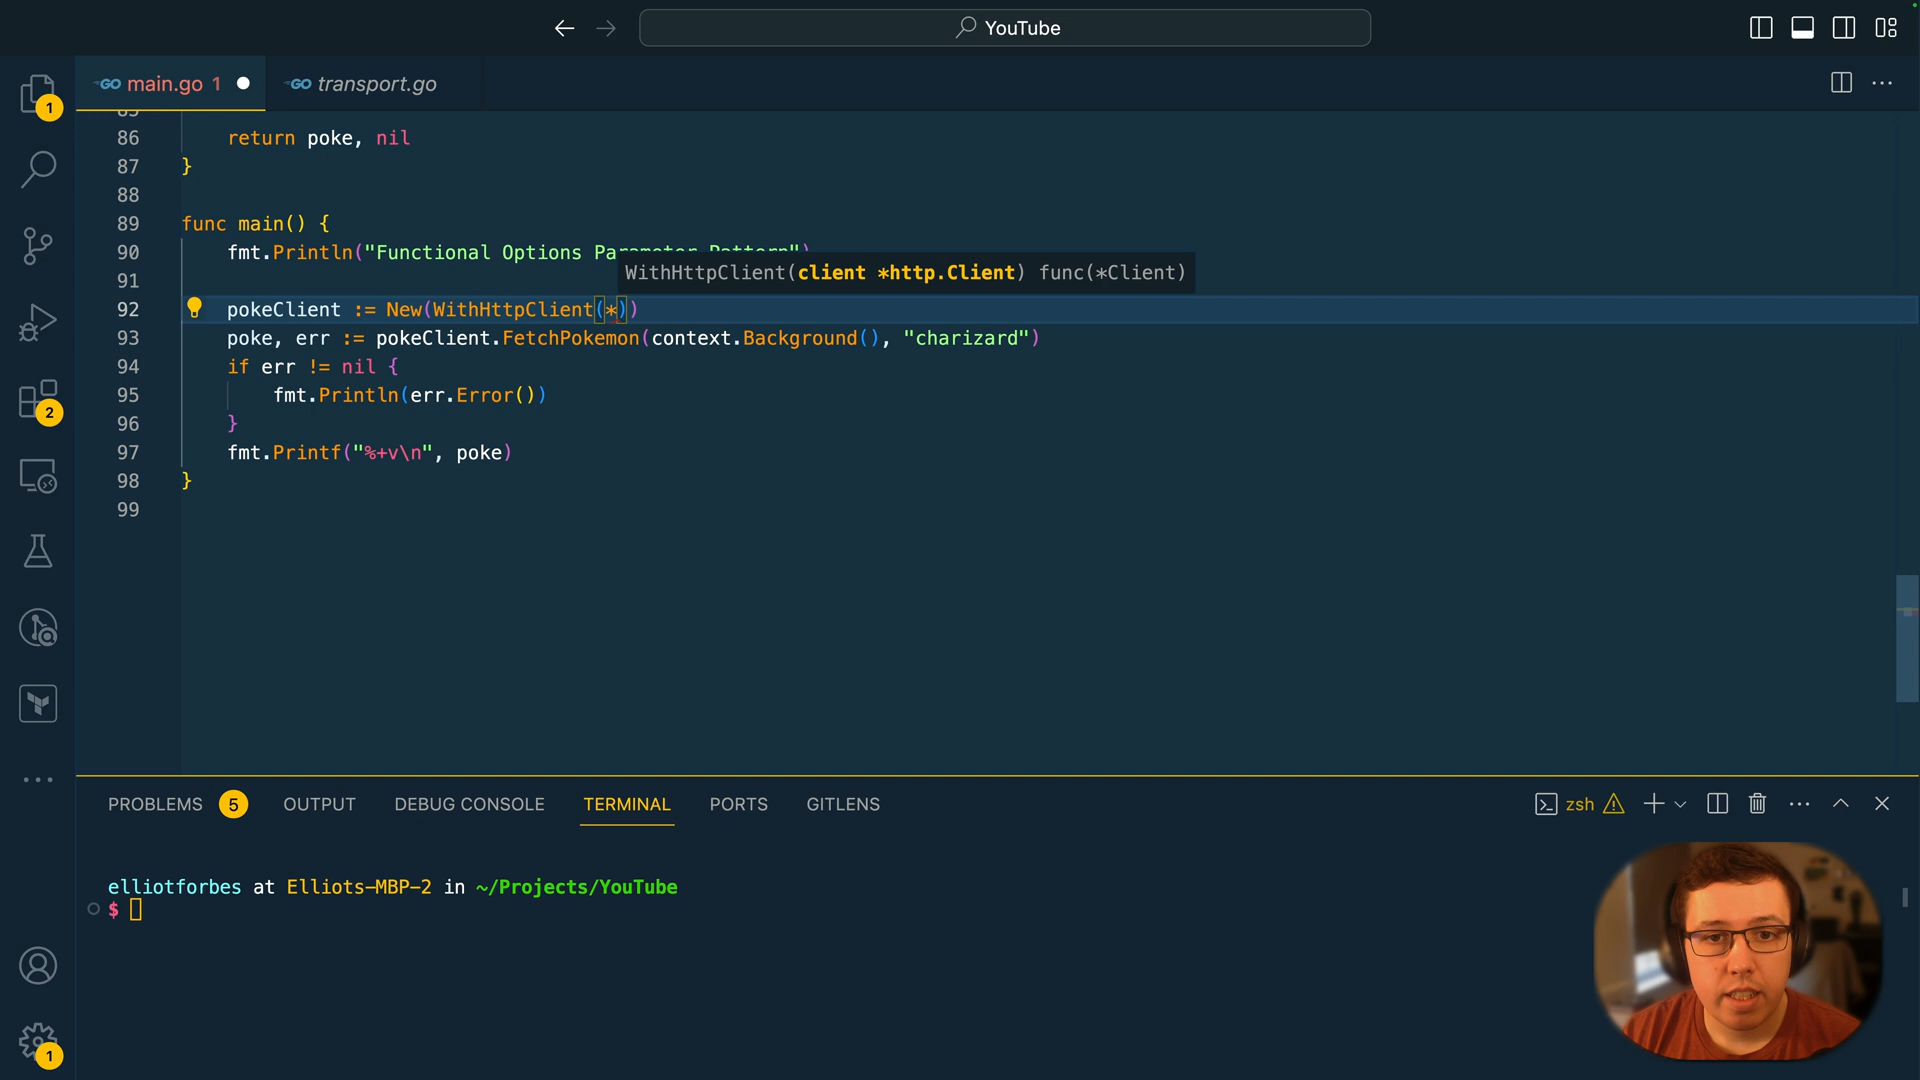 YouTube
GO main.go 1
GO transport.go
1
86 return poke, nil
87 }
88
89 func main() {
90 fmt.Println("Functional Options Parameter Pattern")
WithHttpClient(client *http.Client) func(*Client)
91
92 pokeClient := New(WithHttpClient(*))
93 poke, err := pokeClient.FetchPokemon(context.Background(), "charizard")
94 if err != nil {
95 fmt.Println(err.Error())
96 }
97 fmt.Printf("%+v\n", poke)
98 }
99
2
PROBLEMS 5 OUTPUT DEBUG CONSOLE TERMINAL PORTS GITLENS
zsh
elliotforbes at Elliots-MBP-2 in ~/Projects/YouTube
$
1